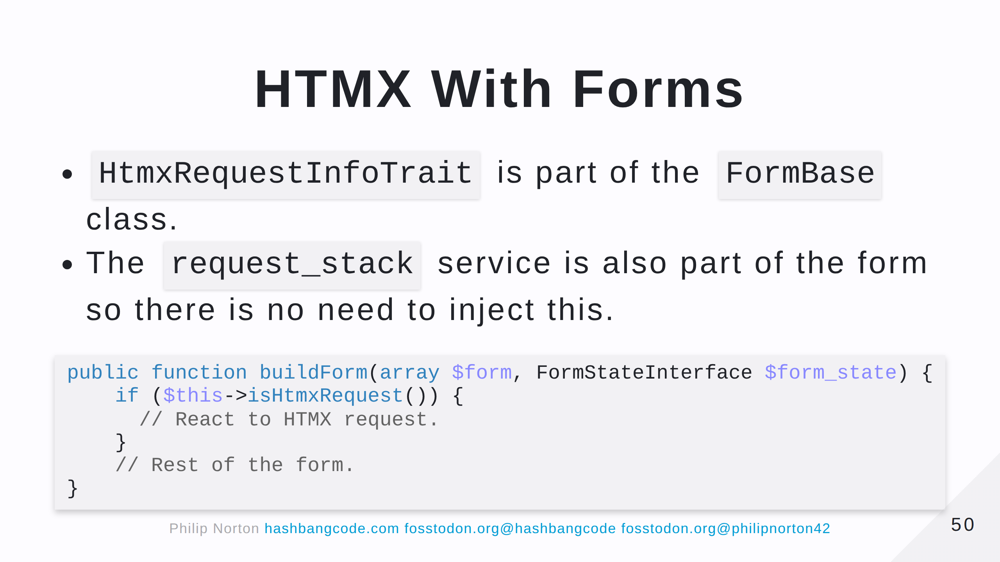 HTMX With Forms
• HtmxRequestInfoTrait is part of the FormBase
class.
• The request_stack service is also part of the form
so there is no need to inject this.
public function buildForm(array $form, FormStateInterface $form_state) {
    if ($this->isHtmxRequest()) {
      // React to HTMX request.
    }
    // Rest of the form.
}
Philip Norton hashbangcode.com fosstodon.org@hashbangcode fosstodon.org@philipnorton42
50